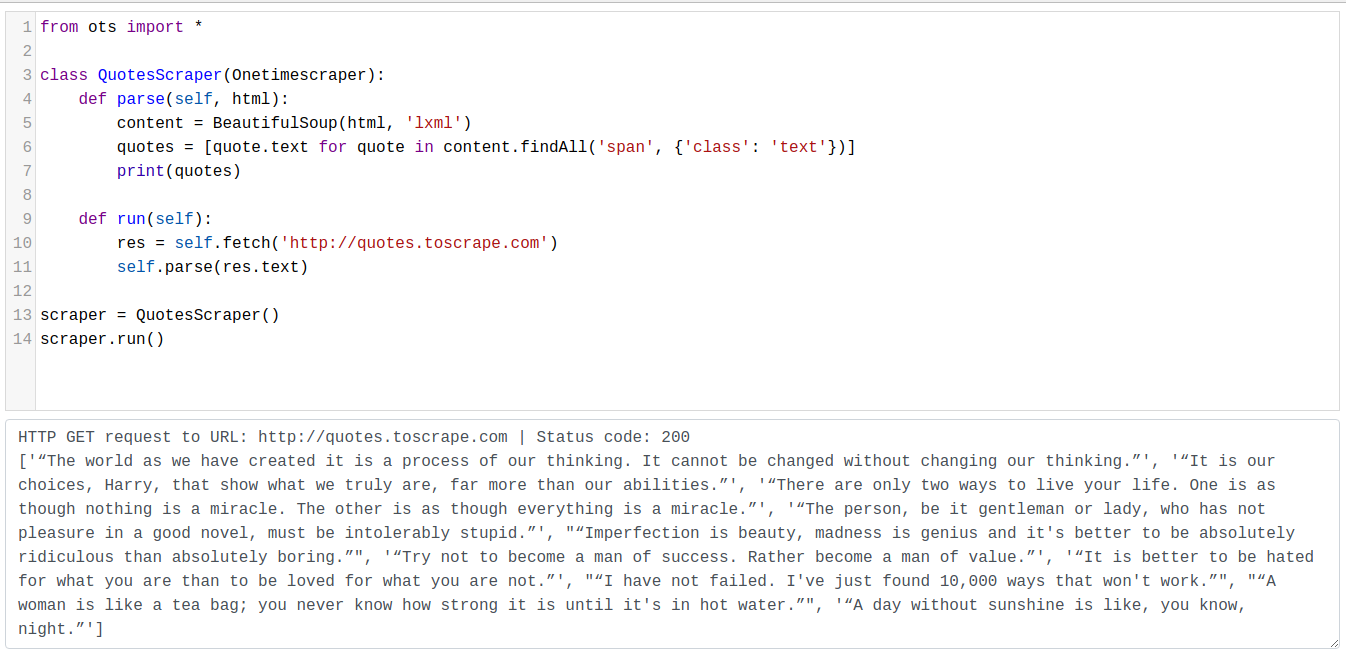 1 from ots import *
2
3 class QuotesScraper(Onetimescraper):
4     def parse(self, html):
5         content = BeautifulSoup(html, 'lxml')
6         quotes = [quote.text for quote in content.findAll('span', {'class': 'text'})]
7         print(quotes)
8
9     def run(self):
10         res = self.fetch('http://quotes.toscrape.com')
11         self.parse(res.text)
12
13 scraper = QuotesScraper()
14 scraper.run()
HTTP GET request to URL: http://quotes.toscrape.com | Status code: 200
['“The world as we have created it is a process of our thinking. It cannot be changed without changing our thinking.”', '“It is our
choices, Harry, that show what we truly are, far more than our abilities.”', '“There are only two ways to live your life. One is as
though nothing is a miracle. The other is as though everything is a miracle.”', '“The person, be it gentleman or lady, who has not
pleasure in a good novel, must be intolerably stupid.”', "“Imperfection is beauty, madness is genius and it's better to be absolutely
ridiculous than absolutely boring.”", '“Try not to become a man of success. Rather become a man of value.”', '“It is better to be hated
for what you are than to be loved for what you are not.”', "“I have not failed. I've just found 10,000 ways that won't work.”", "“A
woman is like a tea bag; you never know how strong it is until it's in hot water.”", '“A day without sunshine is like, you know,
night.”']